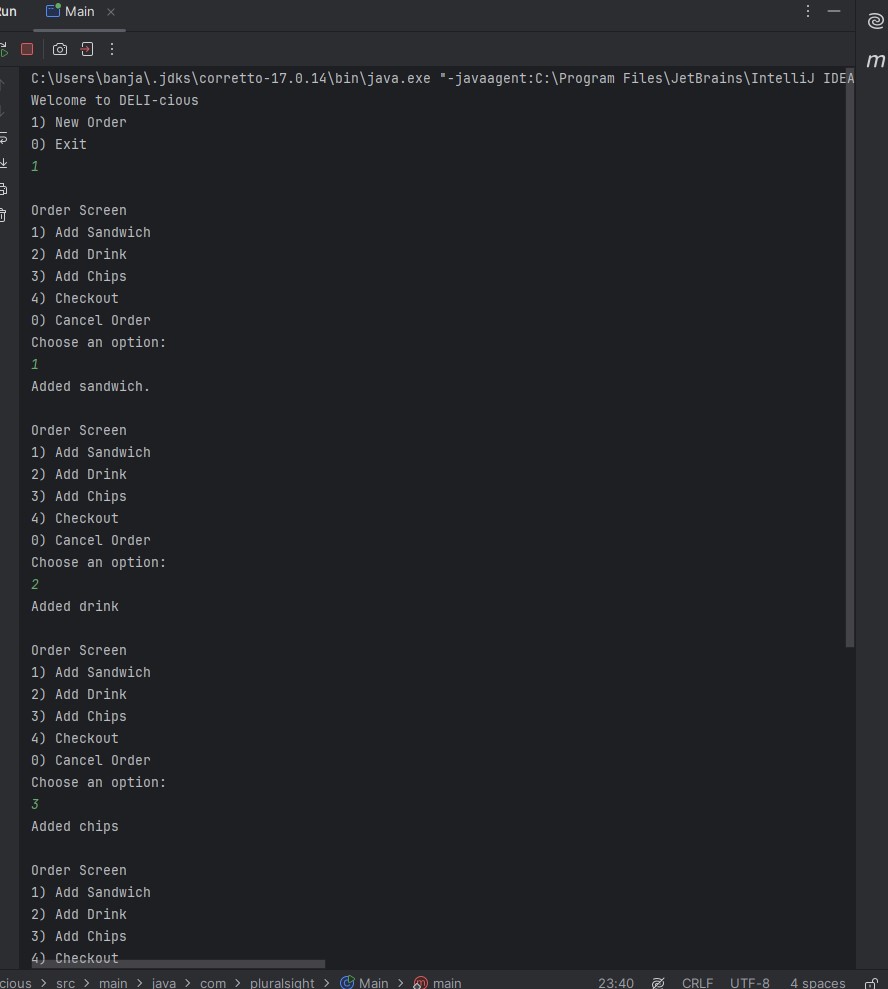 Run
Main
C:\Users\banja\.jdks\corretto-17.0.14\bin\java.exe "-javaagent:C:\Program Files\JetBrains\IntelliJ IDEA
Welcome to DELI-cious
1) New Order
0) Exit
1
Order Screen
1) Add Sandwich
2) Add Drink
3) Add Chips
4) Checkout
0) Cancel Order
Choose an option:
1
Added sandwich.
Order Screen
1) Add Sandwich
2) Add Drink
3) Add Chips
4) Checkout
0) Cancel Order
Choose an option:
2
Added drink
Order Screen
1) Add Sandwich
2) Add Drink
3) Add Chips
4) Checkout
0) Cancel Order
Choose an option:
3
Added chips
Order Screen
1) Add Sandwich
2) Add Drink
3) Add Chips
4) Checkout
cious > src > main > java > com > pluralsight > Main > main 23:40 CRLF UTF-8 4 spaces
m